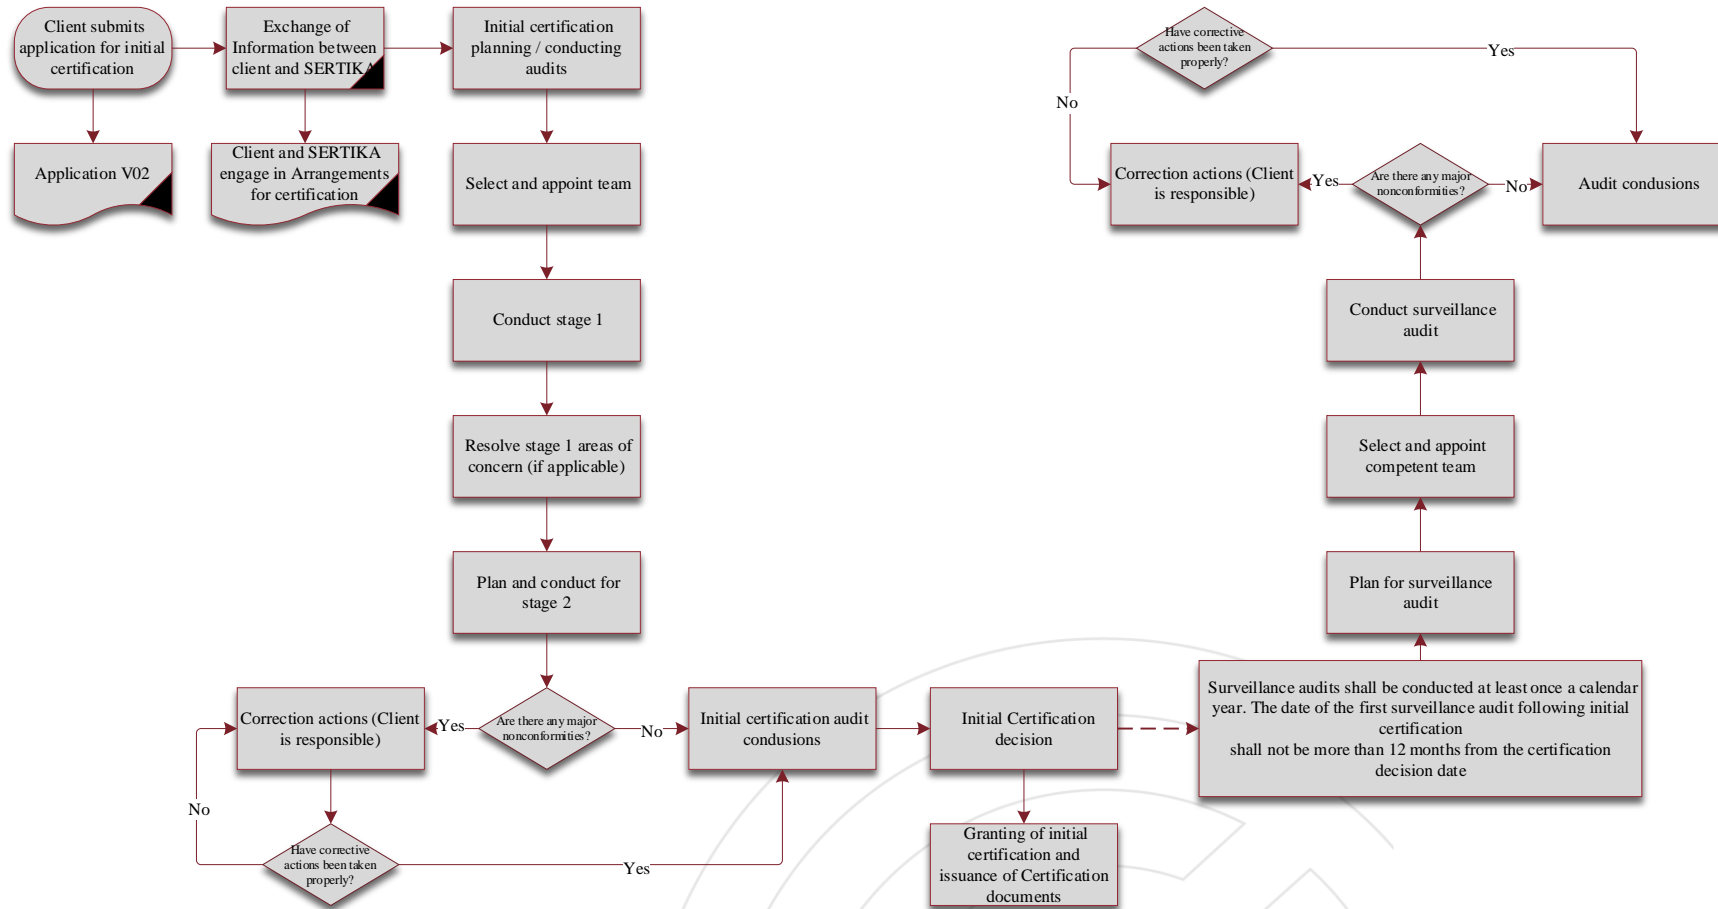 Client submits
application for initial
certification
Exchange of
Information between
client and SERTIKA
Initial certification
planning / conducting
audits
Application V02
Client and SERTIKA
engage in Arrangements
for certification
Select and appoint team
Conduct stage 1
Resolve stage 1 areas of
concern (if applicable)
Plan and conduct for
stage 2
Are there any major
nonconformities?
Yes
No
Correction actions (Client
is responsible)
Have corrective
actions been taken
properly?
No
Yes
Initial certification audit
condusions
Initial Certification
decision
Granting of initial
certification and
issuance of Certification
documents
Surveillance audits shall be conducted at least once a calendar
year. The date of the first surveillance audit following initial
certification
shall not be more than 12 months from the certification
decision date
Plan for surveillance
audit
Select and appoint
competent team
Conduct surveillance
audit
Are there any major
nonconformities?
Yes
No
Correction actions (Client
is responsible)
Have corrective
actions been taken
properly?
No
Yes
Audit condusions